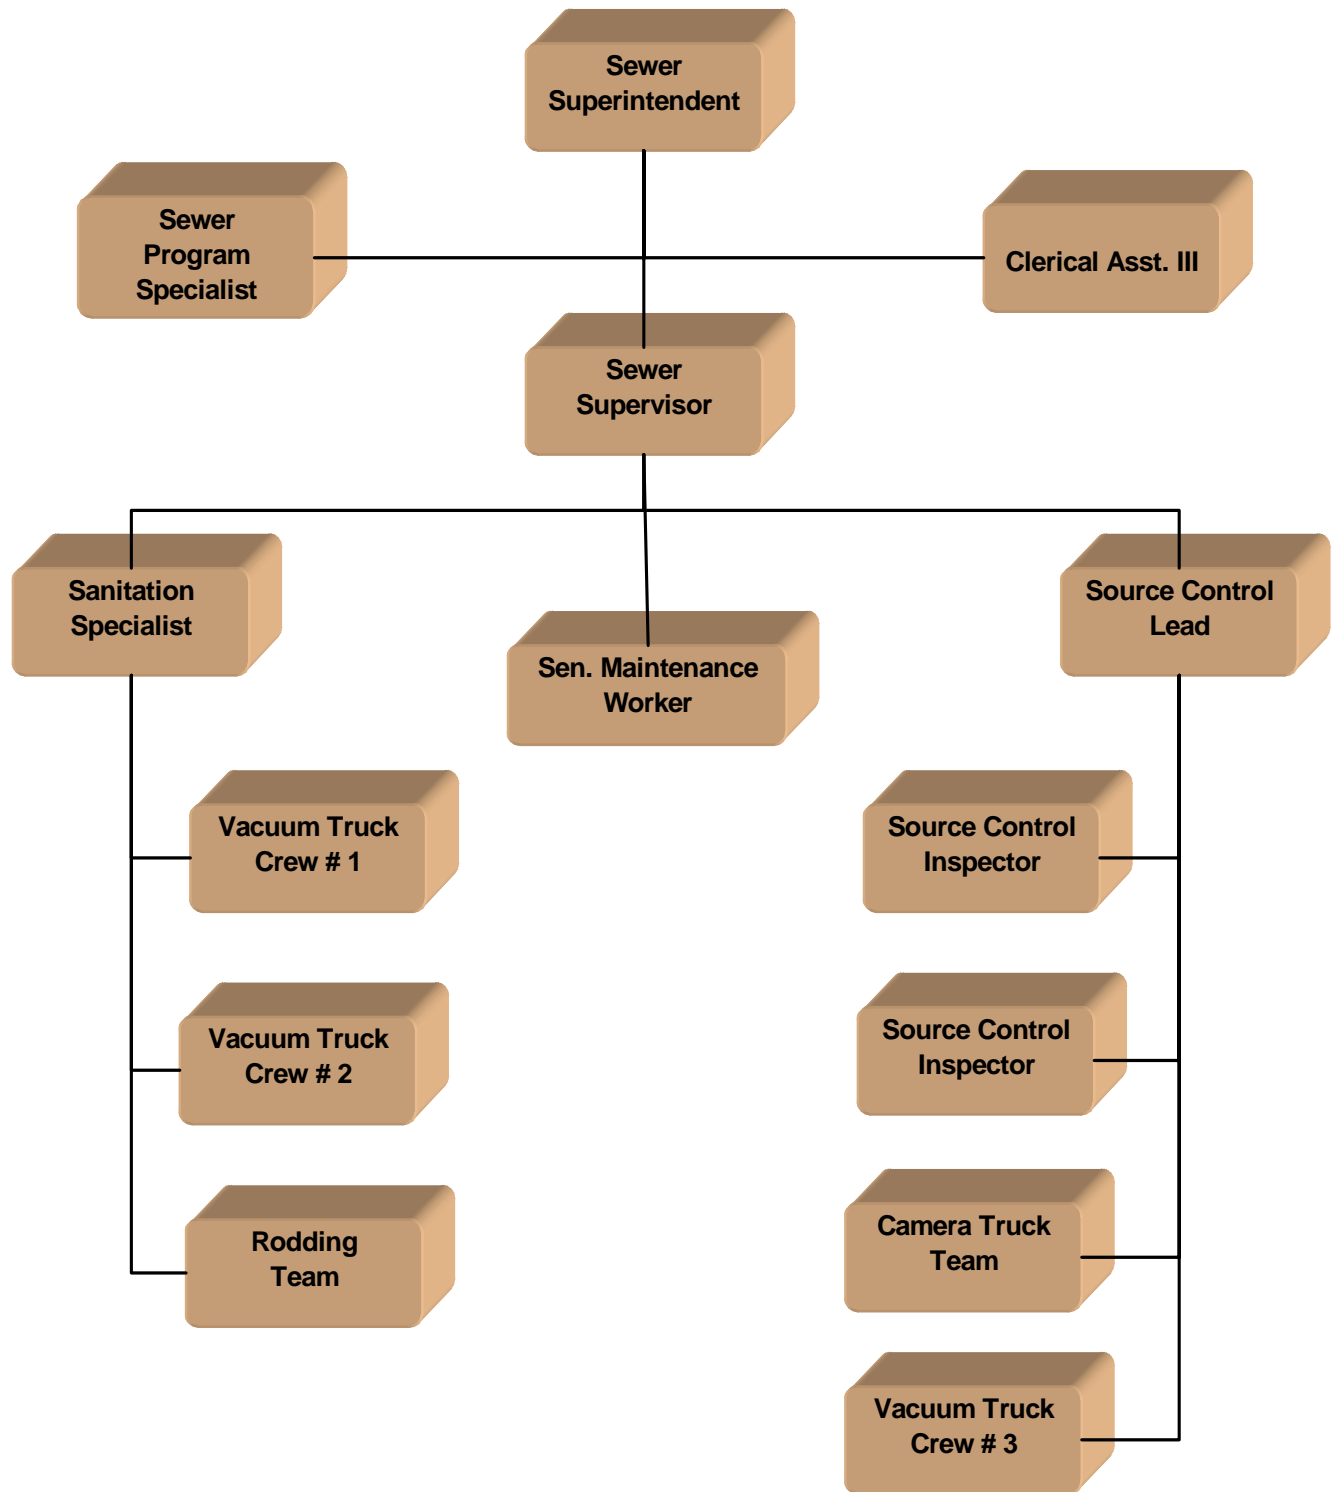 Sewer
Superintendent
Sewer
Program
Specialist
Clerical Asst. III
Sewer
Supervisor
Sanitation
Specialist
Sen. Maintenance
Worker
Source Control
Lead
Vacuum Truck
Crew # 1
Source Control
Inspector
Vacuum Truck
Crew # 2
Source Control
Inspector
Rodding
Team
Camera Truck
Team
Vacuum Truck
Crew # 3